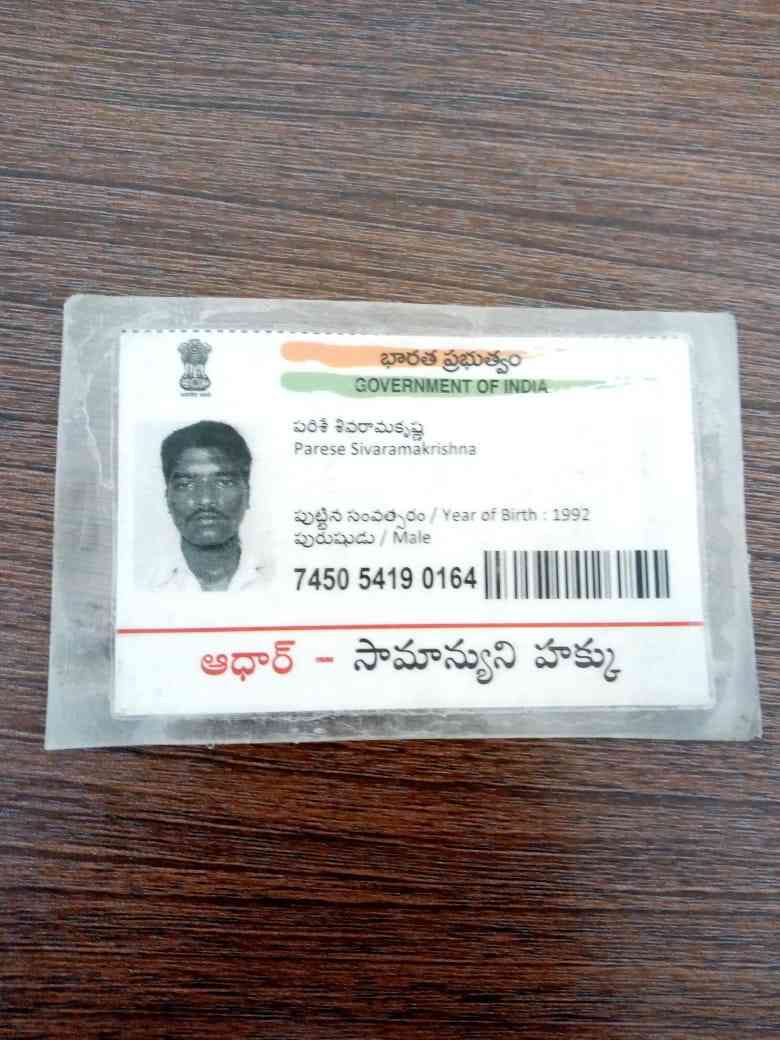 భారత ప్రభుత్వం
GOVERNMENT OF INDIA
పరిశే శివరామకృష్ణ
Parese Sivaramakrishna
పుట్టిన సంవత్సరం / Year of Birth : 1992
పురుషుడు / Male
7450 5419 0164
ఆధార్ - సామాన్యుని హక్కు